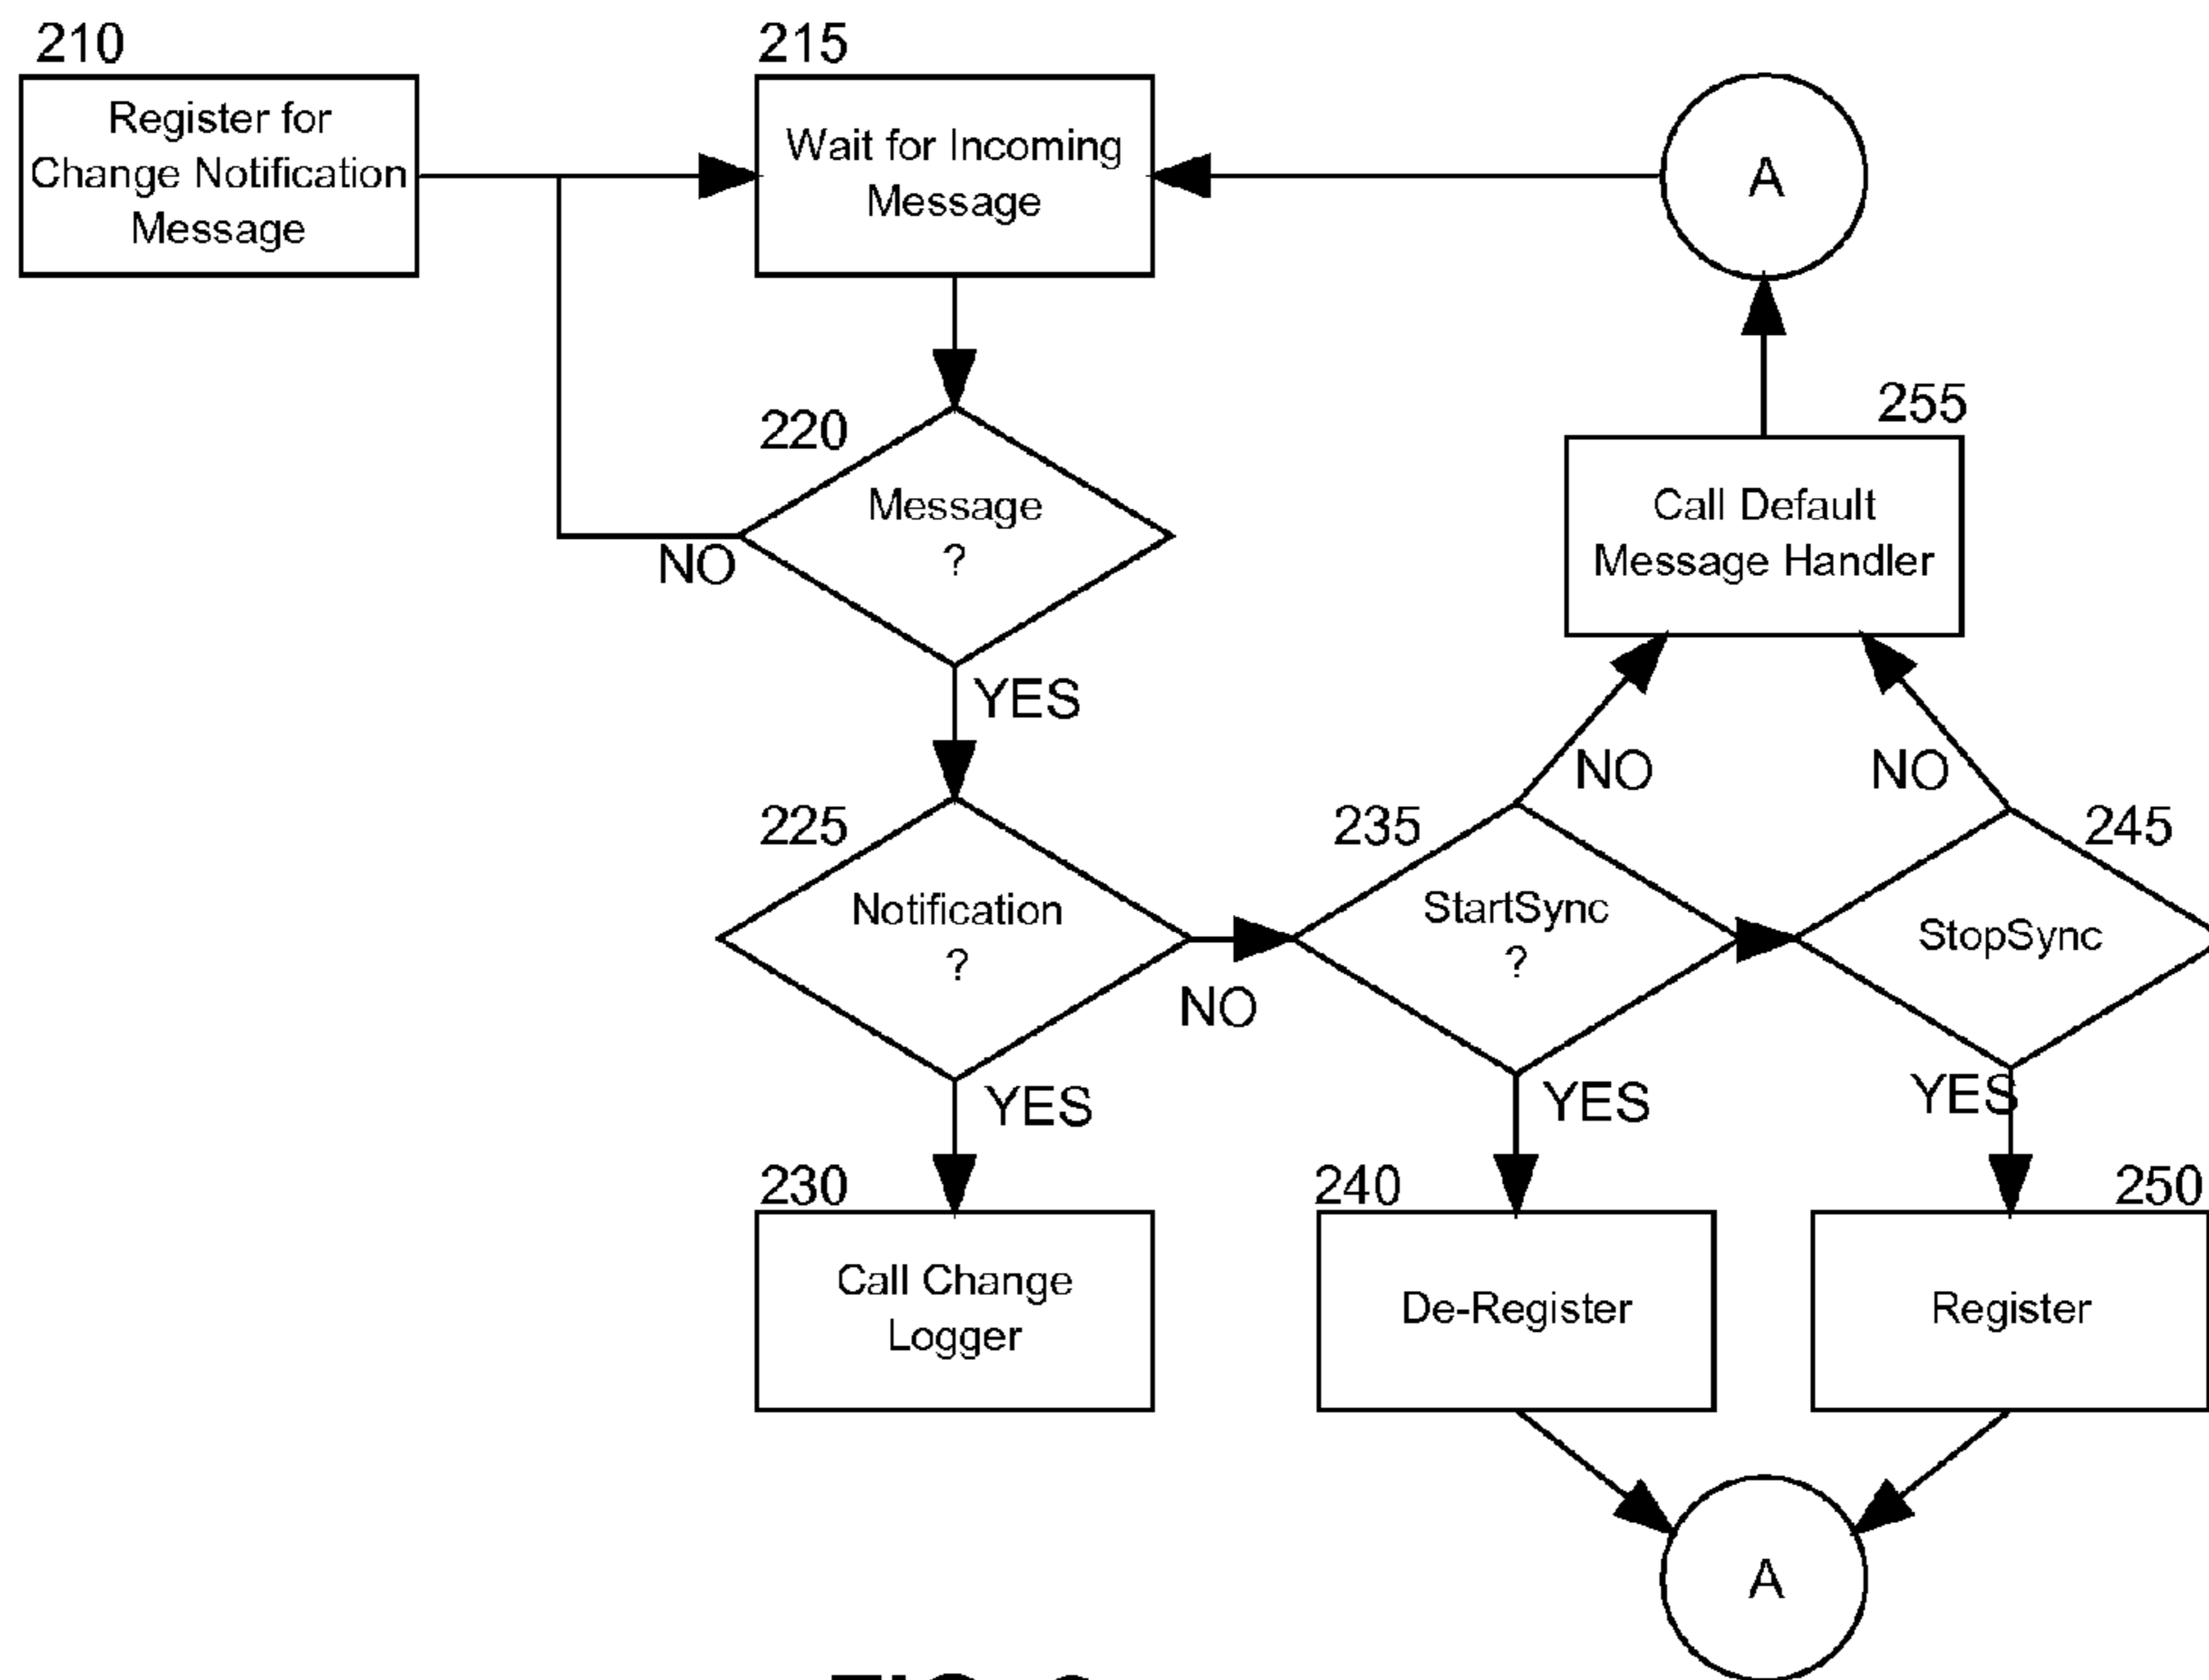 210
Register for
Change Notification
Message
215
Wait for Incoming
Message
A
220
Message
?
NO
YES
255
Call Default
Message Handler
NO
NO
225
Notification
?
NO
YES
235
StartSync
?
YES
245
StopSync
YES
230
Call Change
Logger
240
De-Register
250
Register
A